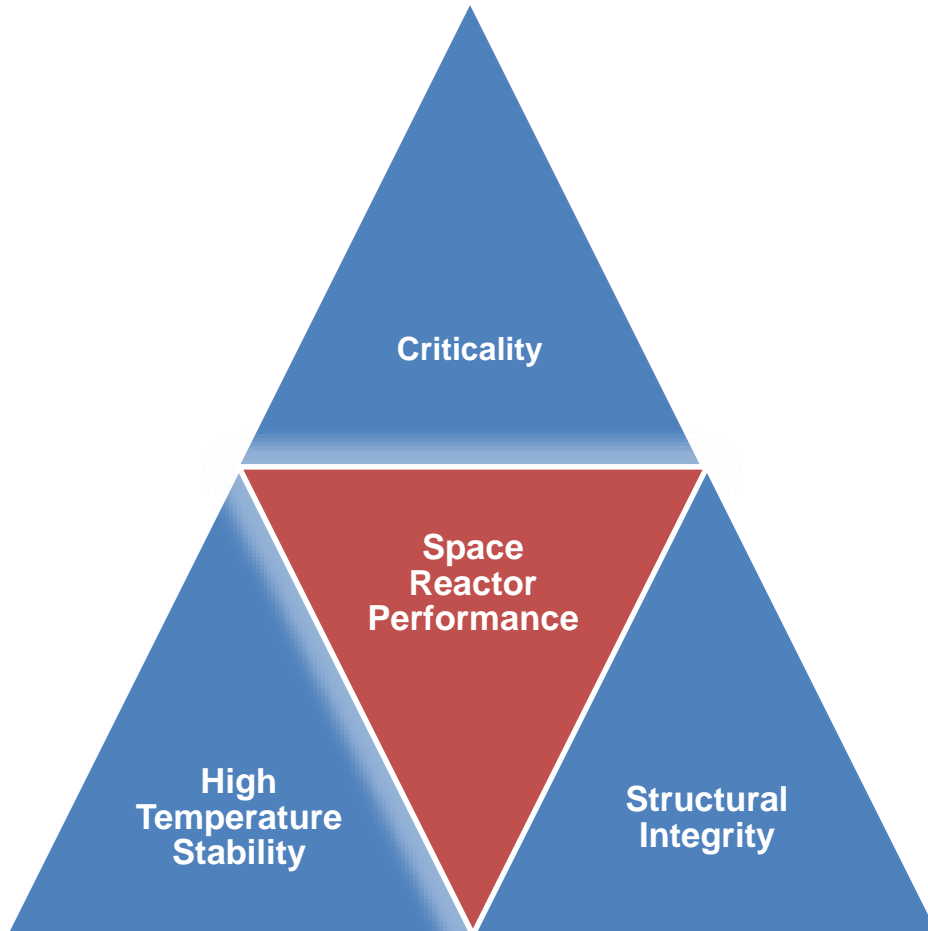 Criticality
Space
Reactor
Performance
High
Temperature
Stability
Structural
Integrity